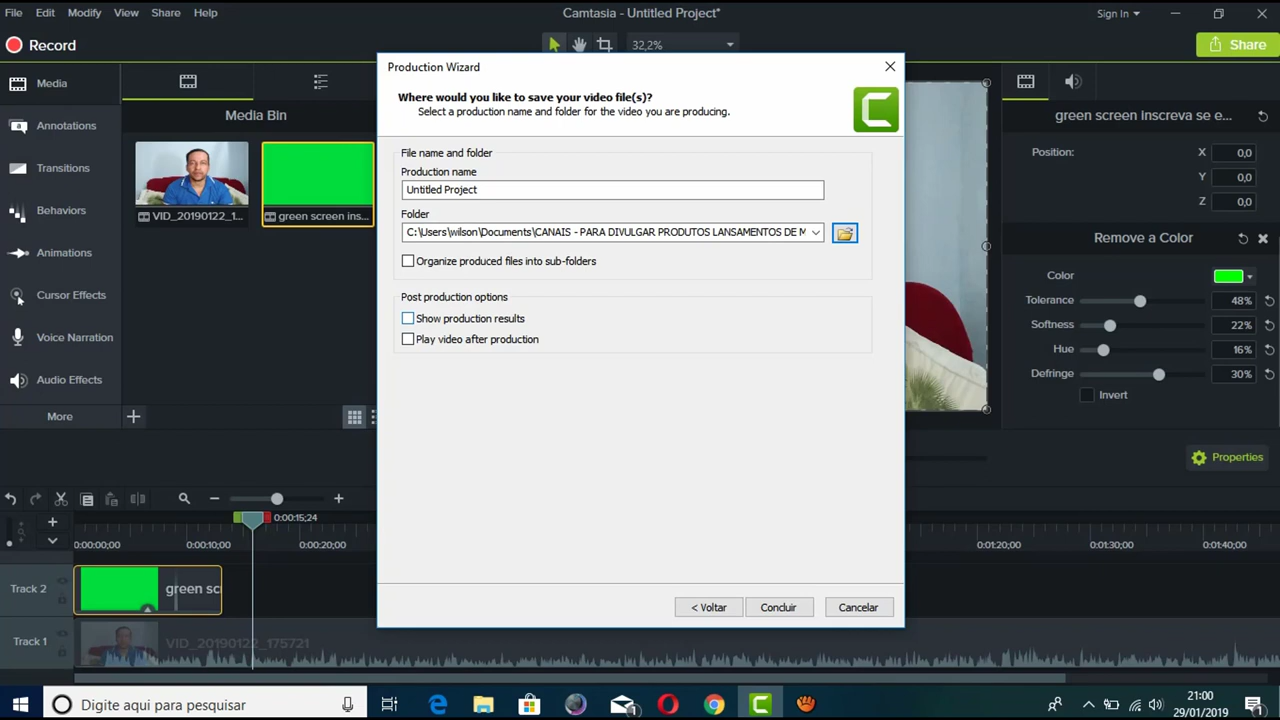 File Edit Modify View Share Help
Camtasia - Untitled Project*
Sign In
Record
32,2%
Share
Media
Annotations
Transitions
Behaviors
Animations
Cursor Effects
Voice Narration
Audio Effects
More
Media Bin
VID_20190122_1...
green screen ins...
Production Wizard
Where would you like to save your video file(s)?
Select a production name and folder for the video you are producing.
File name and folder
Production name
Untitled Project
Folder
C:\Users\wilson\Documents\CANAIS - PARA DIVULGAR PRODUTOS LANSAMENTOS DE M
Organize produced files into sub-folders
Post production options
Show production results
Play video after production
< Voltar
Concluir
Cancelar
green screen inscreva se e...
Position:
X 0,0
Y 0,0
Z 0,0
Remove a Color
Color
Tolerance 48%
Softness 22%
Hue 16%
Defringe 30%
Invert
Properties
0:00:15;24
0:00:00;00 0:00:10;00 0:00:20;00 0:01:20;00 0:01:30;00 0:01:40;00
Track 2
green scr
Track 1
VID_20190122_175721
Digite aqui para pesquisar
1
21:00
29/01/2019
1